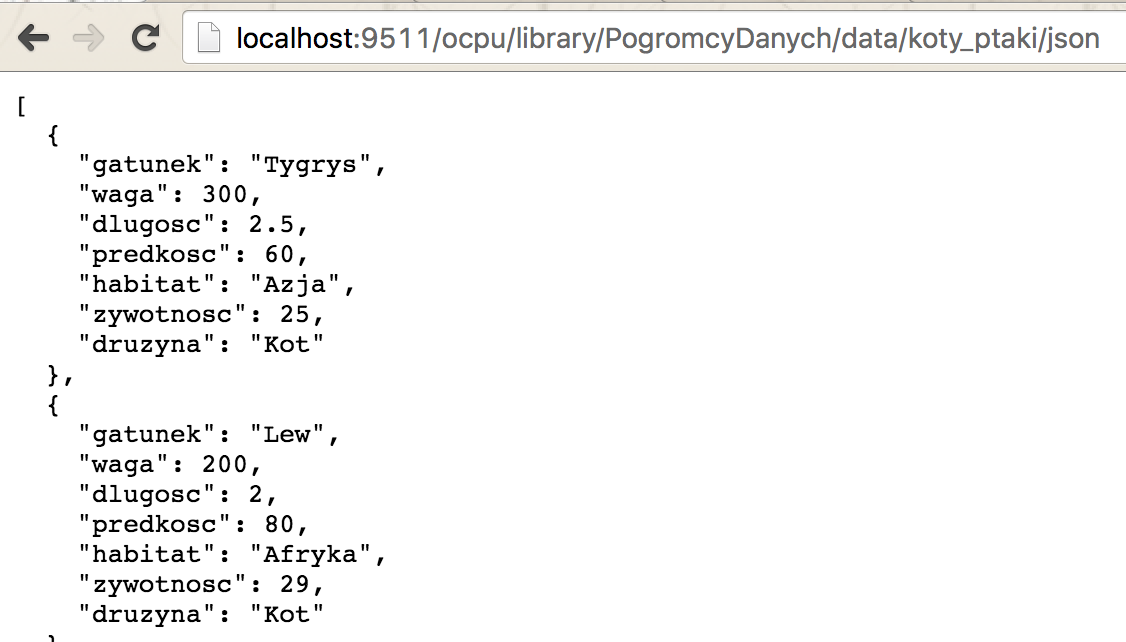 localhost:9511/ocpu/library/PogromcyDanych/data/koty_ptaki/json
[
  {
    "gatunek": "Tygrys",
    "waga": 300,
    "dlugosc": 2.5,
    "predkosc": 60,
    "habitat": "Azja",
    "zywotnosc": 25,
    "druzyna": "Kot"
  },
  {
    "gatunek": "Lew",
    "waga": 200,
    "dlugosc": 2,
    "predkosc": 80,
    "habitat": "Afryka",
    "zywotnosc": 29,
    "druzyna": "Kot"